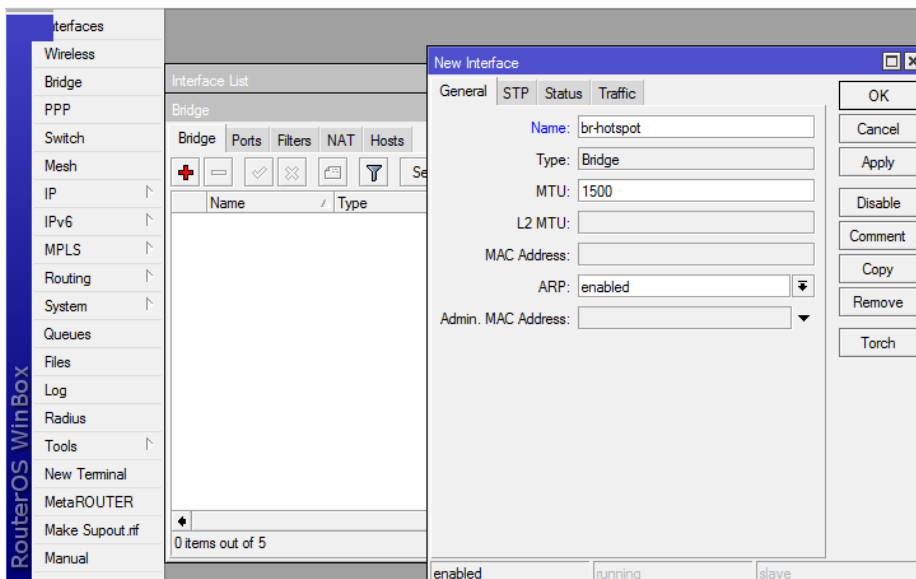 RouterOS WinBox
Interfaces
Wireless
Bridge
PPP
Switch
Mesh
IP
IPv6
MPLS
Routing
System
Queues
Files
Log
Radius
Tools
New Terminal
MetaROUTER
Make Supout.rif
Manual
Interface List
Bridge
Bridge Ports Filters NAT Hosts
Se
Name / Type
0 items out of 5
New Interface
General STP Status Traffic
Name: br-hotspot
Type: Bridge
MTU: 1500
L2 MTU:
MAC Address:
ARP: enabled
Admin. MAC Address:
OK
Cancel
Apply
Disable
Comment
Copy
Remove
Torch
enabled running slave